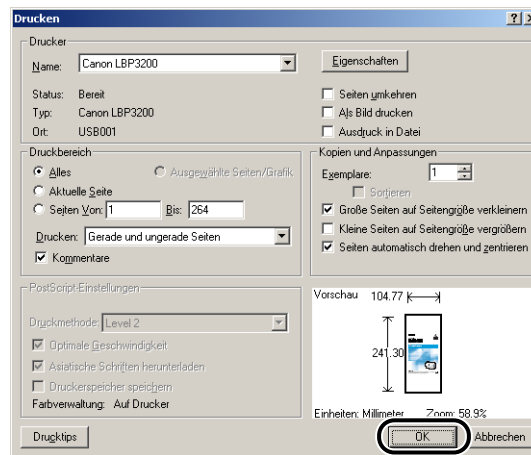 Drucken
Drucker
Name: Canon LBP3200
Eigenschaften
Status: Bereit
Typ: Canon LBP3200
Ort: USB001
Seiten umkehren
Als Bild drucken
Ausdruck in Datei
Druckbereich
Alles
Ausgewählte Seiten/Grafik
Aktuelle Seite
Seiten Von: 1 Bis: 264
Drucken: Gerade und ungerade Seiten
Kommentare
Kopien und Anpassungen
Exemplare: 1
Sortieren
Große Seiten auf Seitengröße verkleinern
Kleine Seiten auf Seitengröße vergrößern
Seiten automatisch drehen und zentrieren
PostScript-Einstellungen
Druckmethode: Level 2
Optimale Geschwindigkeit
Asiatische Schriften herunterladen
Druckerspeicher speichern
Farbverwaltung: Auf Drucker
Vorschau 104.77
241.30
Einheiten: Millimeter Zoom: 58.9%
Drucktips
OK
Abbrechen